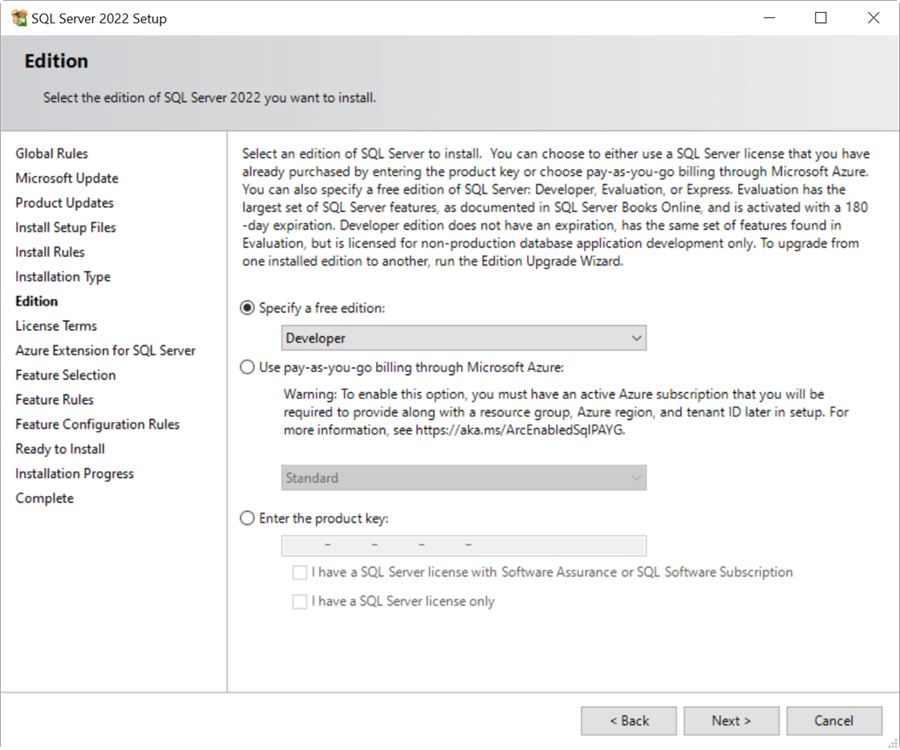 SQL Server 2022 Setup
Edition
Select the edition of SQL Server 2022 you want to install.
Global Rules
Microsoft Update
Product Updates
Install Setup Files
Install Rules
Installation Type
Edition
License Terms
Azure Extension for SQL Server
Feature Selection
Feature Rules
Feature Configuration Rules
Ready to Install
Installation Progress
Complete
Select an edition of SQL Server to install.  You can choose to either use a SQL Server license that you have
already purchased by entering the product key or choose pay-as-you-go billing through Microsoft Azure.
You can also specify a free edition of SQL Server: Developer, Evaluation, or Express. Evaluation has the
largest set of SQL Server features, as documented in SQL Server Books Online, and is activated with a 180
-day expiration. Developer edition does not have an expiration, has the same set of features found in
Evaluation, but is licensed for non-production database application development only. To upgrade from
one installed edition to another, run the Edition Upgrade Wizard.
Specify a free edition:
Developer
Use pay-as-you-go billing through Microsoft Azure:
Warning: To enable this option, you must have an active Azure subscription that you will be
required to provide along with a resource group, Azure region, and tenant ID later in setup. For
more information, see https://aka.ms/ArcEnabledSqlPAYG.
Standard
Enter the product key:
- - - -
I have a SQL Server license with Software Assurance or SQL Software Subscription
I have a SQL Server license only
< Back
Next >
Cancel